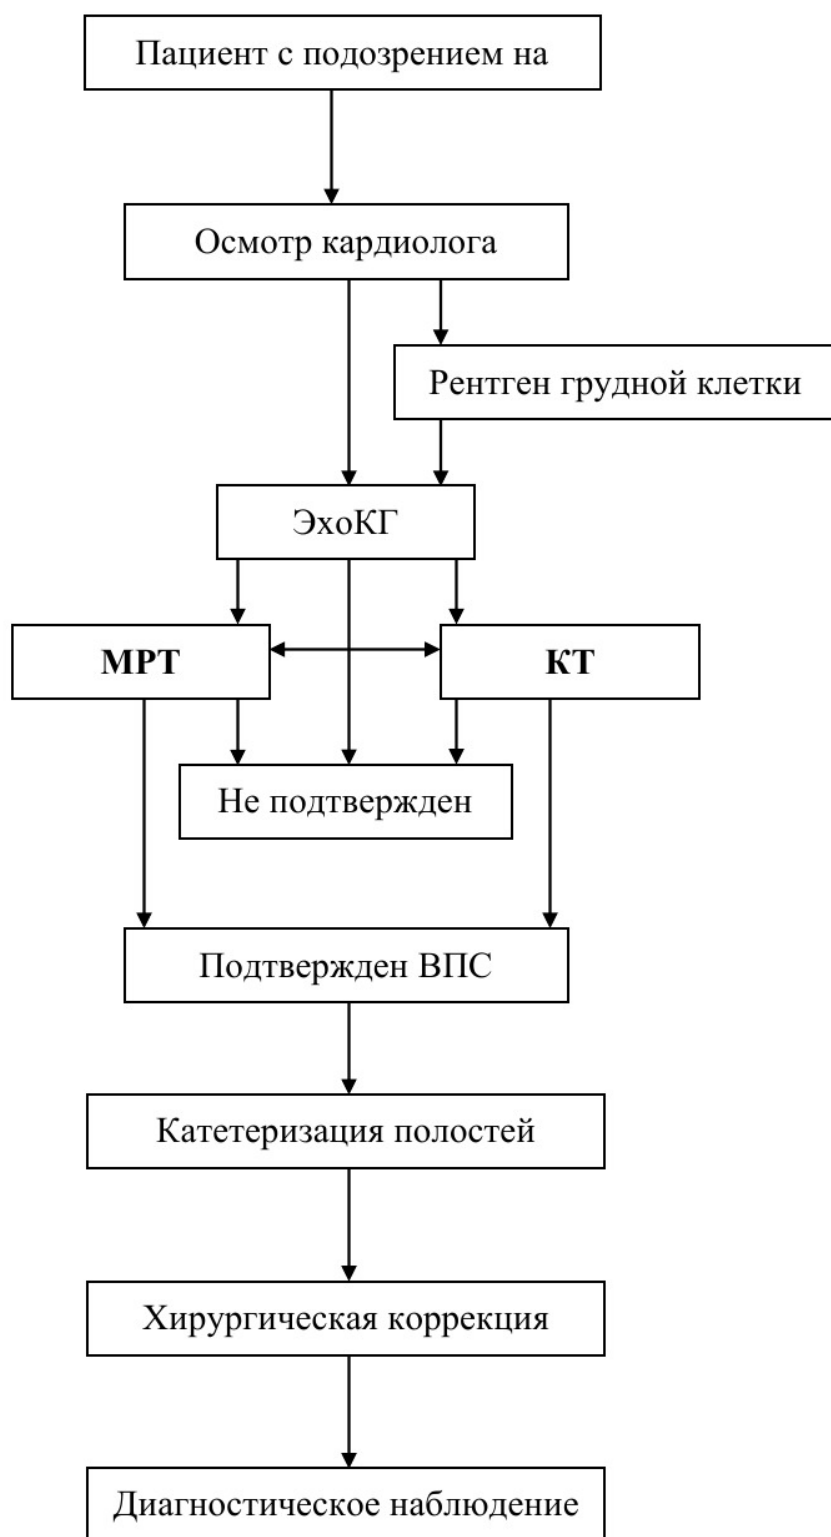 Пациент с подозрением на
Осмотр кардиолога
Рентген грудной клетки
ЭхоКГ
МРТ
КТ
Не подтвержден
Подтвержден ВПС
Катетеризация полостей
Хирургическая коррекция
Диагностическое наблюдение